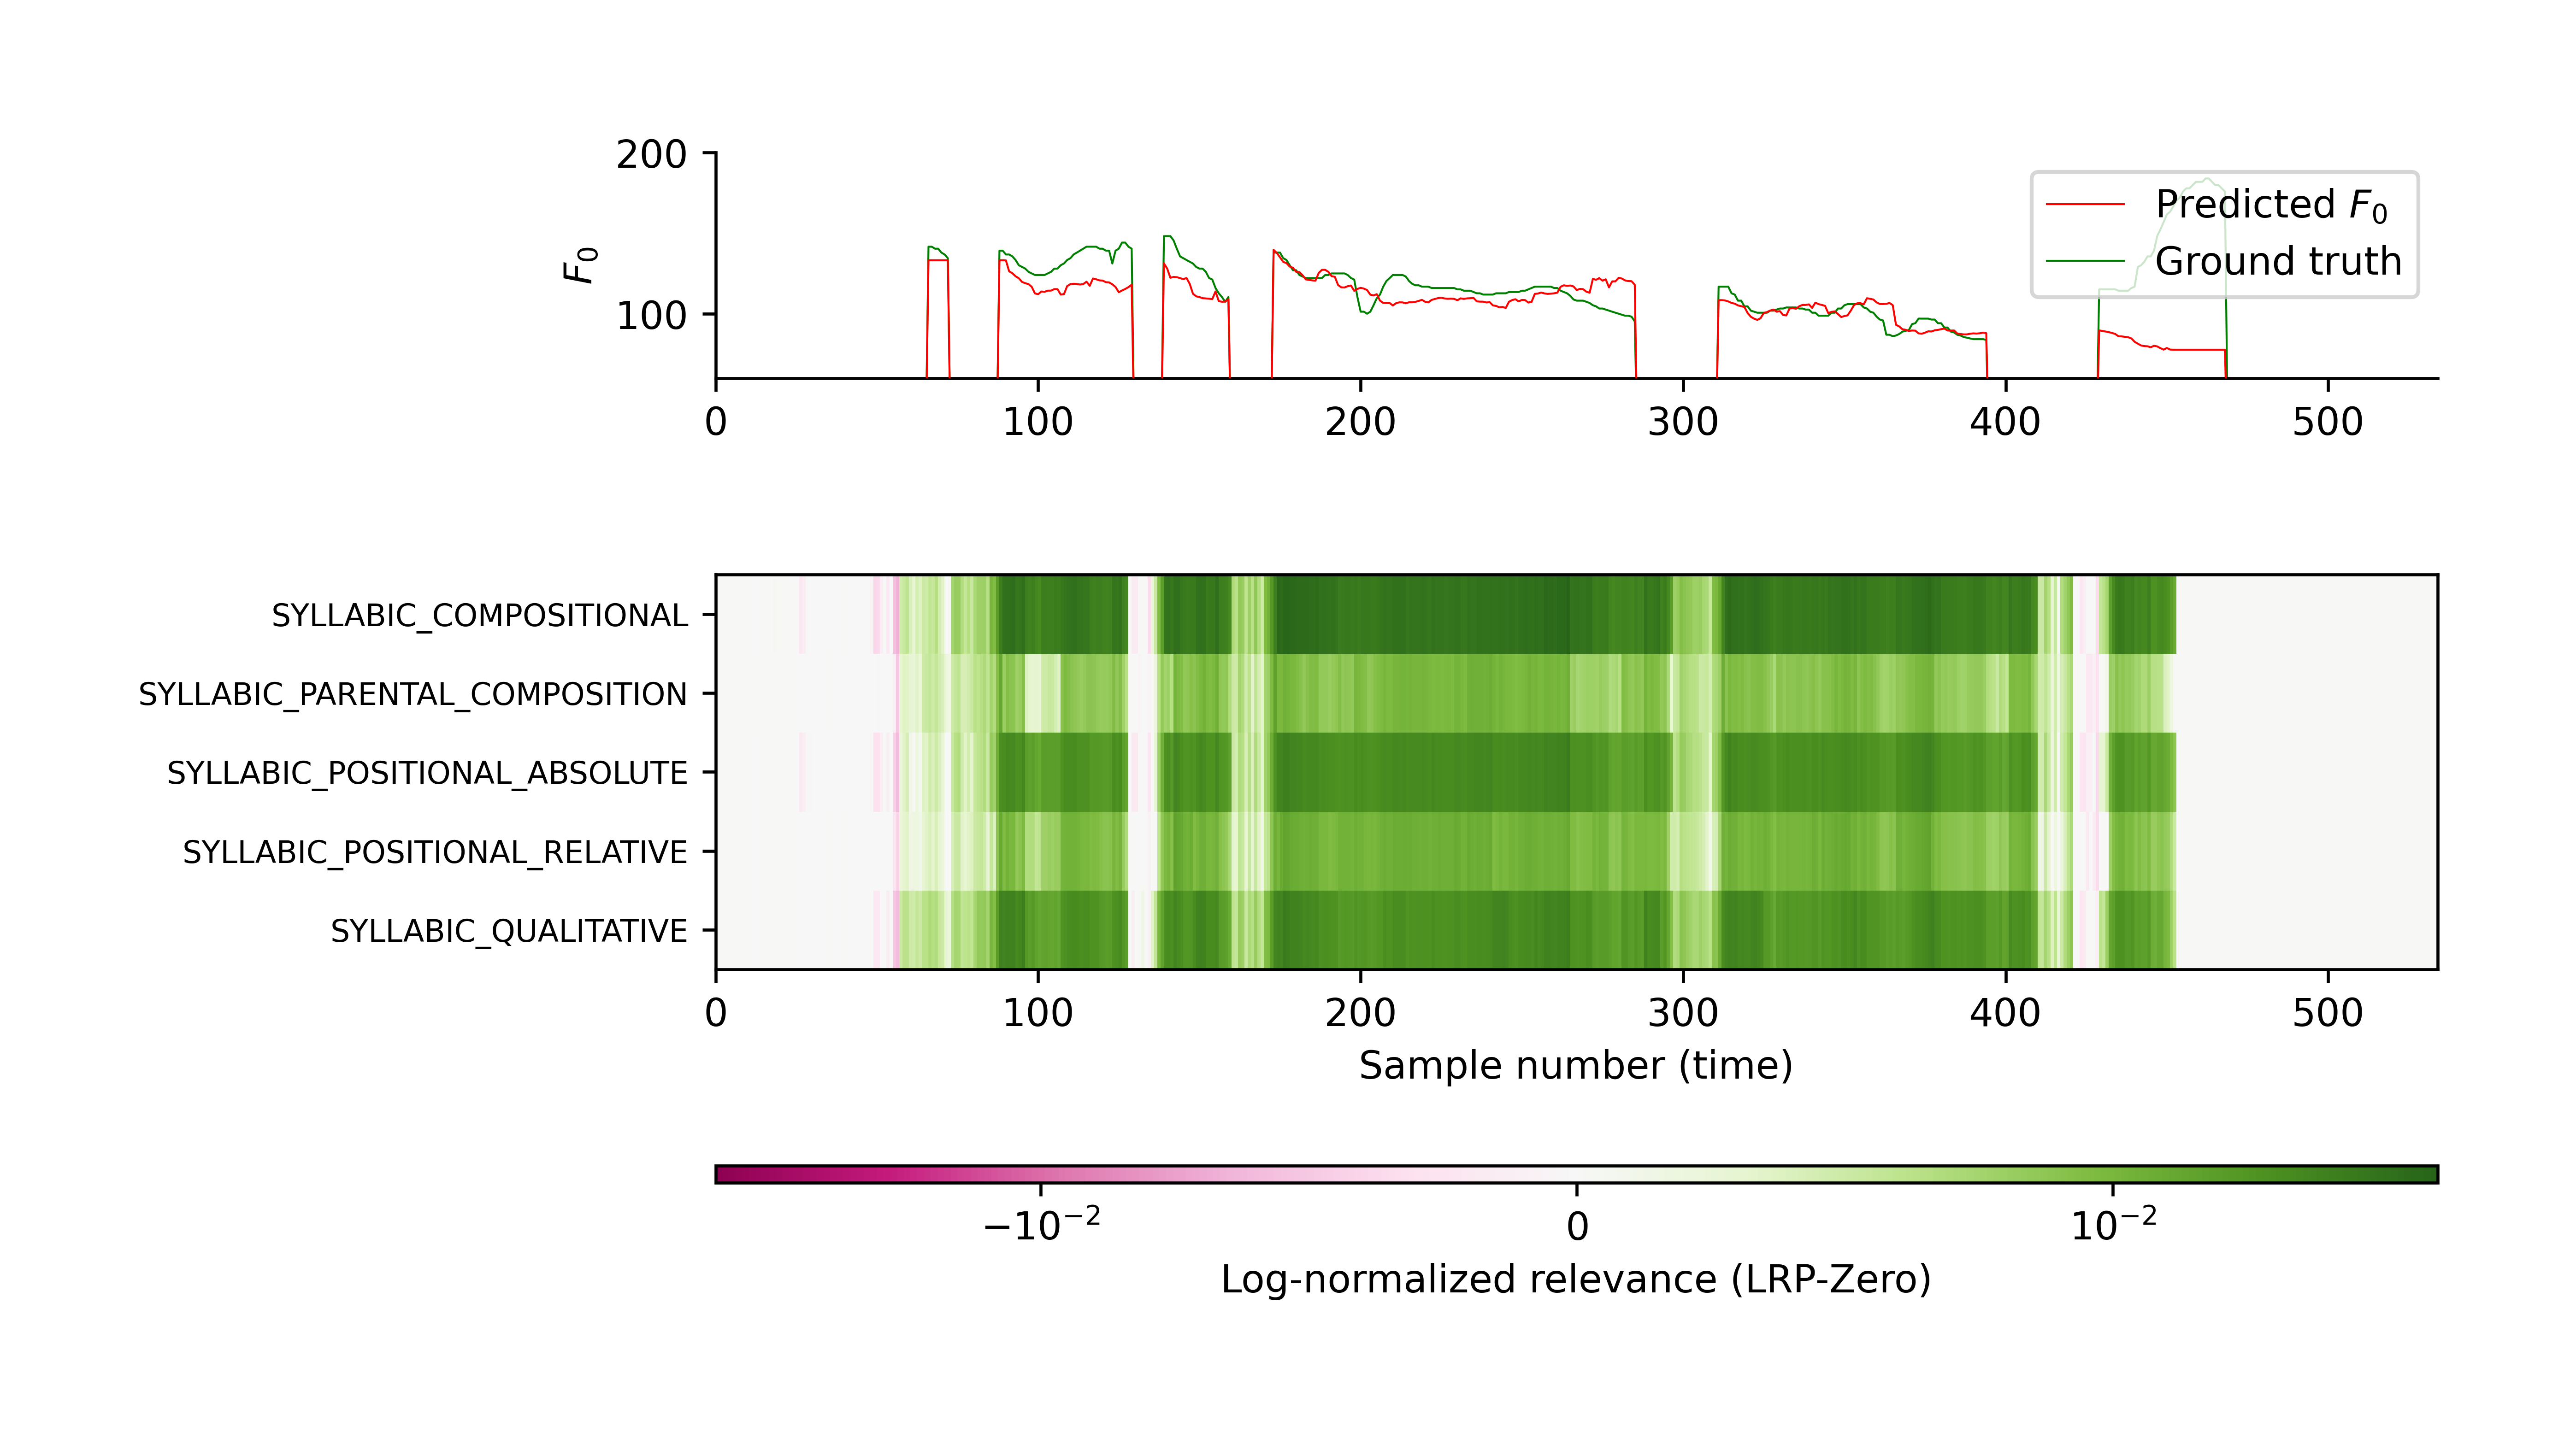 200
100
F0
Predicted F0
Ground truth
0 100 200 300 400 500
SYLLABIC_COMPOSITIONAL
SYLLABIC_PARENTAL_COMPOSITION
SYLLABIC_POSITIONAL_ABSOLUTE
SYLLABIC_POSITIONAL_RELATIVE
SYLLABIC_QUALITATIVE
0 100 200 300 400 500
Sample number (time)
−10⁻² 0 10⁻²
Log-normalized relevance (LRP-Zero)